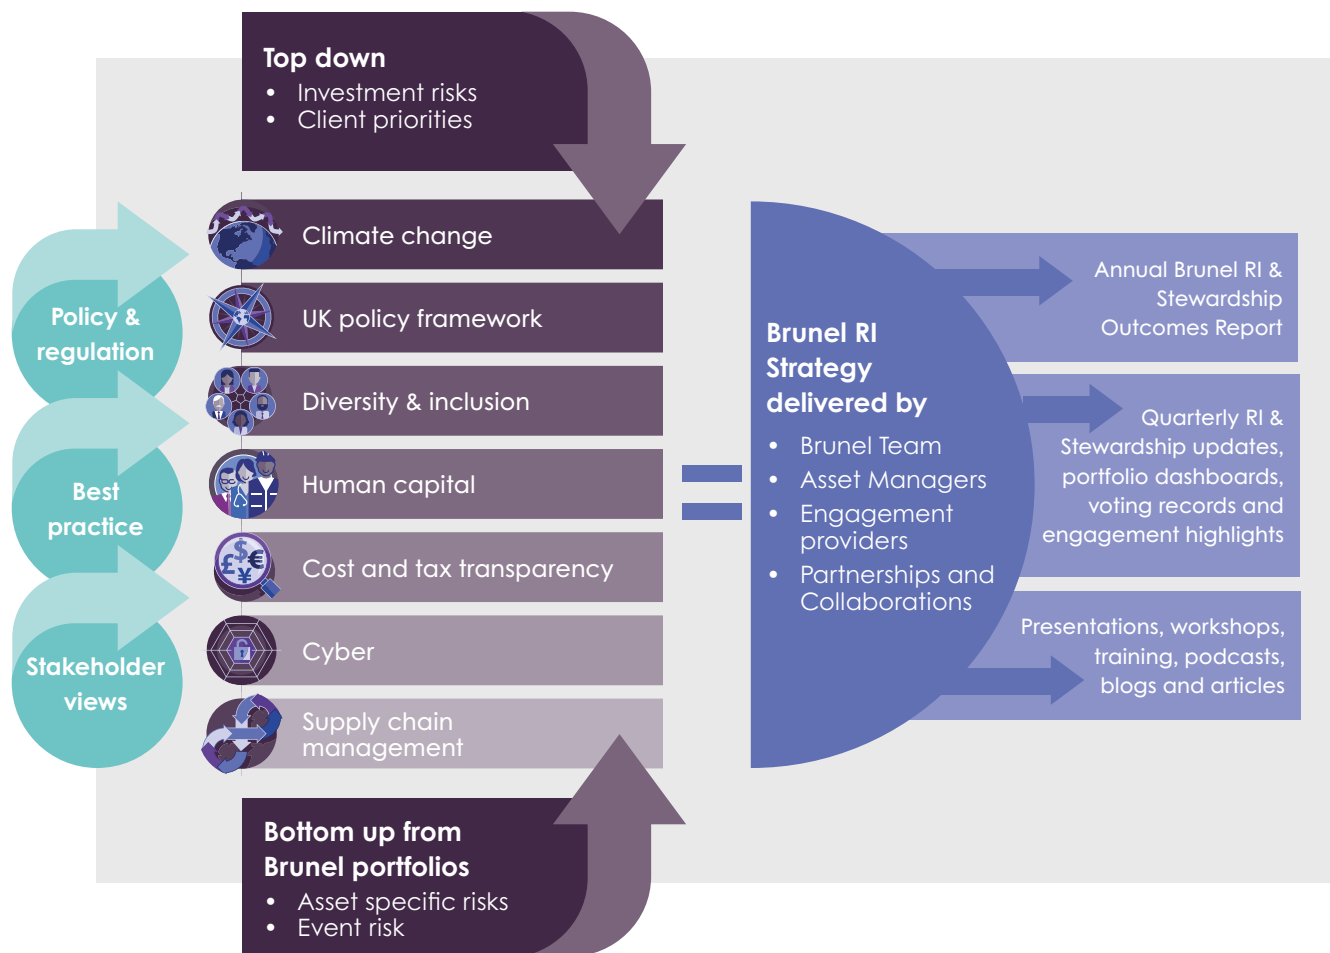 Top down
• Investment risks
• Client priorities
Policy &
regulation
Best
practice
Stakeholder
views
Climate change
UK policy framework
Diversity & inclusion
Human capital
Cost and tax transparency
£$€¥
Cyber
Supply chain
management
Bottom up from
Brunel portfolios
• Asset specific risks
• Event risk
Brunel RI
Strategy
delivered by
• Brunel Team
• Asset Managers
• Engagement
providers
• Partnerships and
Collaborations
Annual Brunel RI &
Stewardship
Outcomes Report
Quarterly RI &
Stewardship updates,
portfolio dashboards,
voting records and
engagement highlights
Presentations, workshops,
training, podcasts,
blogs and articles